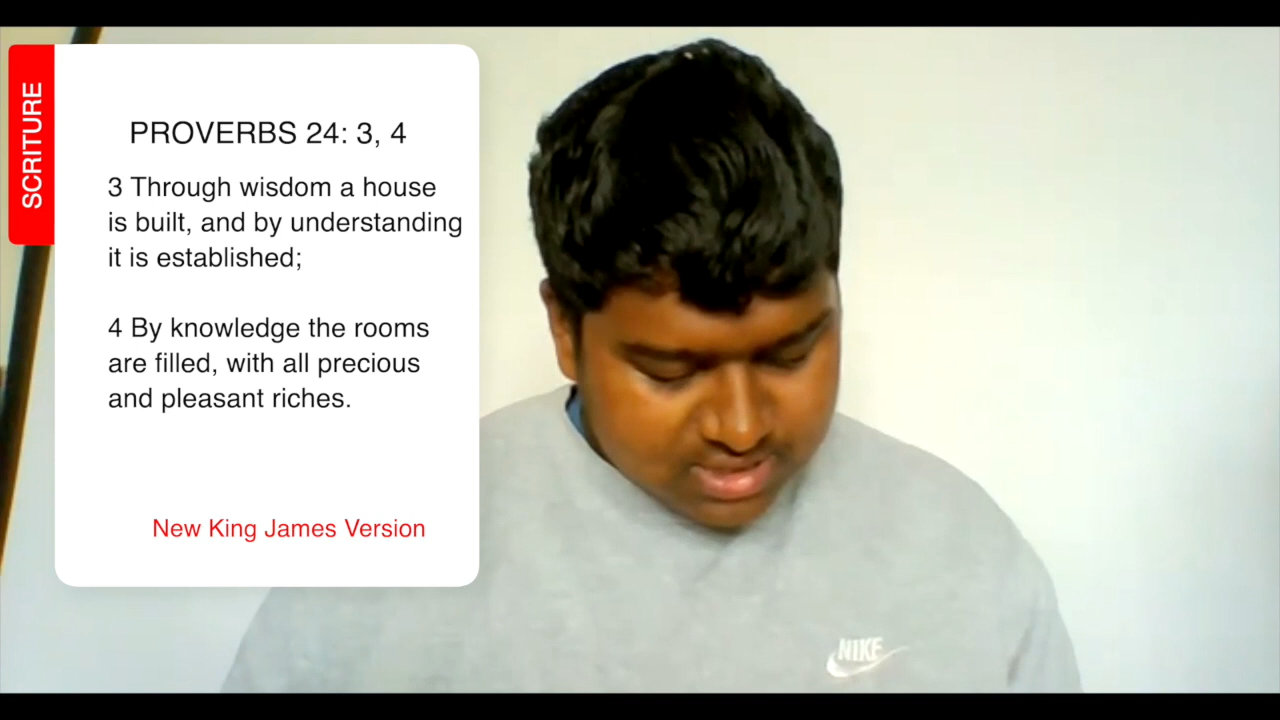 SCRITURE
PROVERBS 24: 3, 4
3 Through wisdom a house
is built, and by understanding
it is established;
4 By knowledge the rooms
are filled, with all precious
and pleasant riches.
New King James Version
NIKE